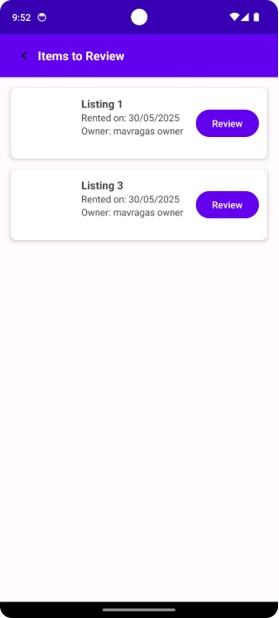 9:52
Items to Review
Listing 1
Rented on: 30/05/2025
Owner: mavragas owner
Review
Listing 3
Rented on: 30/05/2025
Owner: mavragas owner
Review